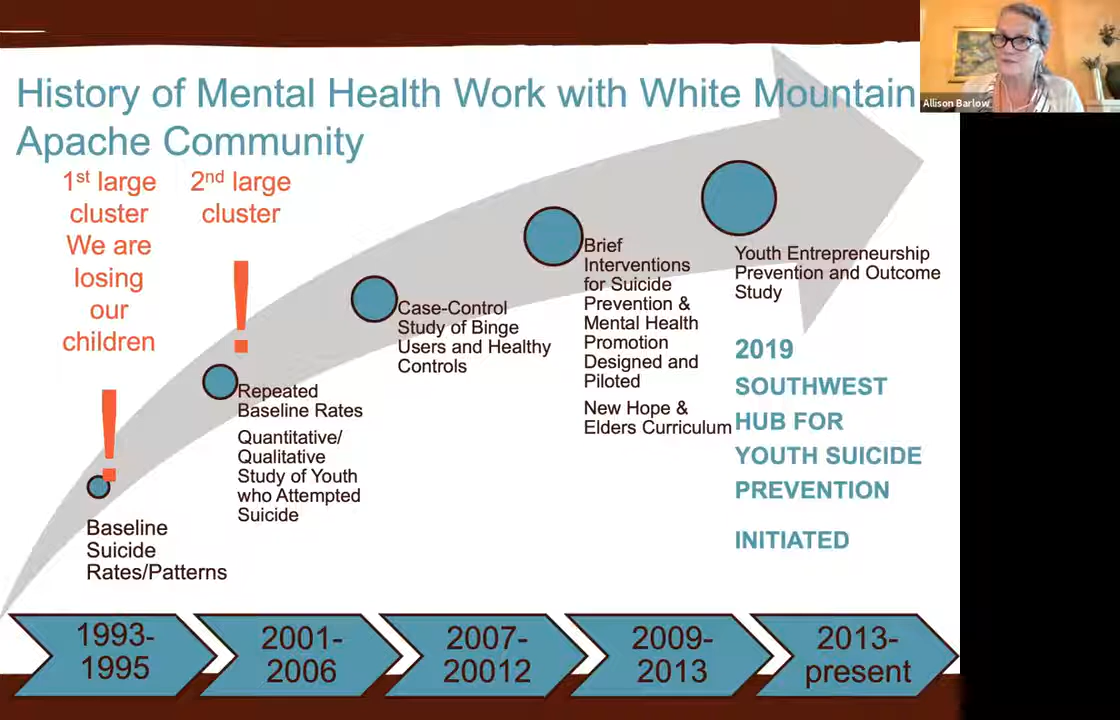 History of Mental Health Work with White Mountain
Apache Community
Allison Barlow
1st large
cluster
We are
losing
our
children
!
2nd large
cluster
!
Baseline
Suicide
Rates/Patterns
Repeated
Baseline Rates
Quantitative/
Qualitative
Study of Youth
who Attempted
Suicide
Case-Control
Study of Binge
Users and Healthy
Controls
Brief
Interventions
for Suicide
Prevention &
Mental Health
Promotion
Designed and
Piloted
New Hope &
Elders Curriculum
Youth Entrepreneurship
Prevention and Outcome
Study
2019
SOUTHWEST
HUB FOR
YOUTH SUICIDE
PREVENTION
INITIATED
1993-
1995
2001-
2006
2007-
20012
2009-
2013
2013-
present